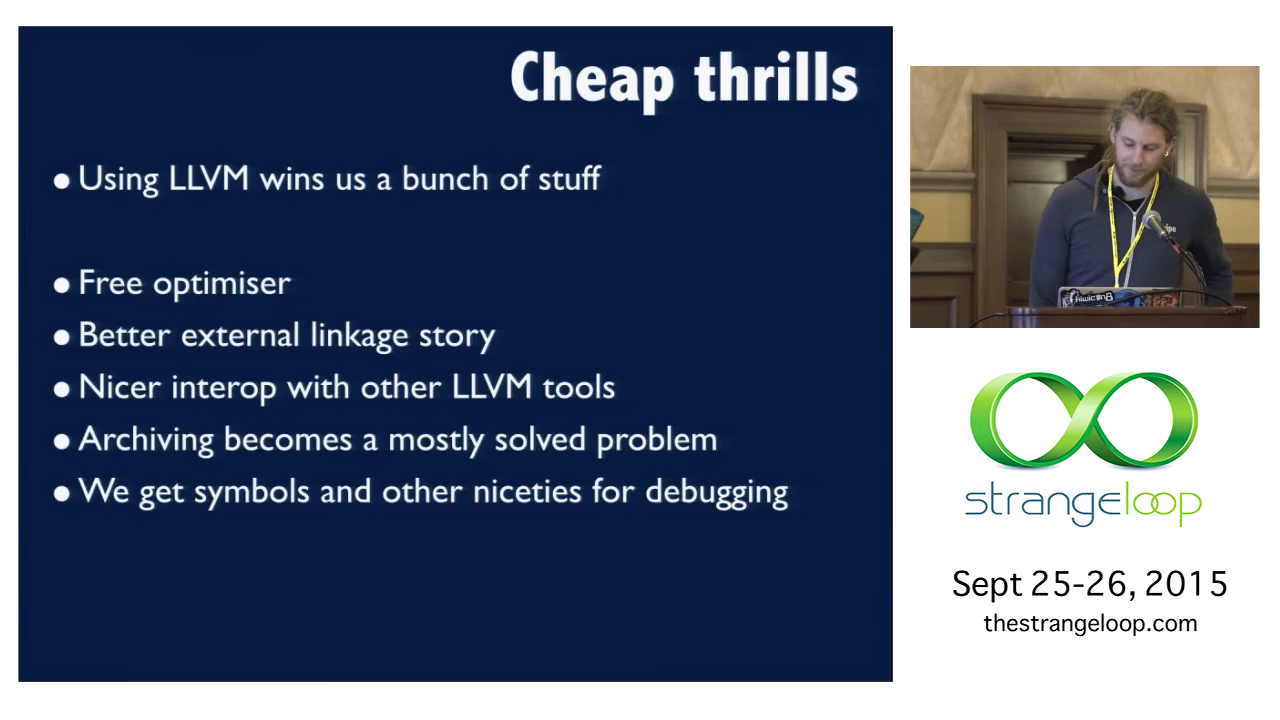 Cheap thrills
• Using LLVM wins us a bunch of stuff
• Free optimiser
• Better external linkage story
• Nicer interop with other LLVM tools
• Archiving becomes a mostly solved problem
• We get symbols and other niceties for debugging
strangeloop
Sept 25-26, 2015
thestrangeloop.com